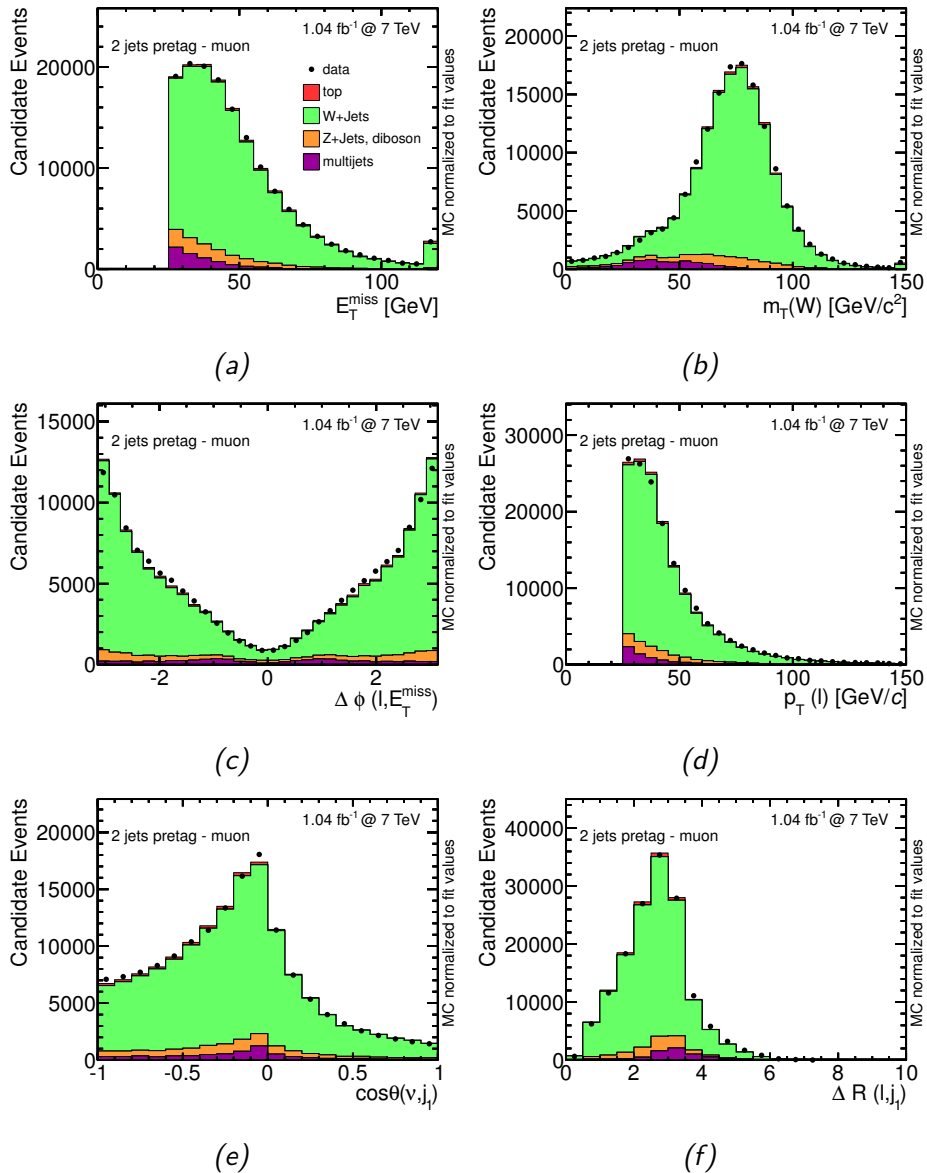 Candidate Events
20000
15000
10000
5000
0
2 jets pretag - muon
1.04 fb⁻¹ @ 7 TeV
data
top
W+Jets
Z+Jets, diboson
multijets
MC normalized to fit values
0 50 100
E_T^miss [GeV]
(a)
Candidate Events
20000
15000
10000
5000
0
2 jets pretag - muon
1.04 fb⁻¹ @ 7 TeV
MC normalized to fit values
0 50 100 150
m_T(W) [GeV/c²]
(b)
Candidate Events
15000
10000
5000
0
2 jets pretag - muon
1.04 fb⁻¹ @ 7 TeV
MC normalized to fit values
-2 0 2
Δ ϕ (l,E_T^miss)
(c)
Candidate Events
30000
20000
10000
0
2 jets pretag - muon
1.04 fb⁻¹ @ 7 TeV
MC normalized to fit values
0 50 100 150
p_T (l) [GeV/c]
(d)
Candidate Events
20000
15000
10000
5000
0
2 jets pretag - muon
1.04 fb⁻¹ @ 7 TeV
MC normalized to fit values
-1 -0.5 0 0.5 1
cosθ(ν,j₁)
(e)
Candidate Events
40000
30000
20000
10000
0
2 jets pretag - muon
1.04 fb⁻¹ @ 7 TeV
MC normalized to fit values
0 2 4 6 8 10
Δ R (l,j₁)
(f)